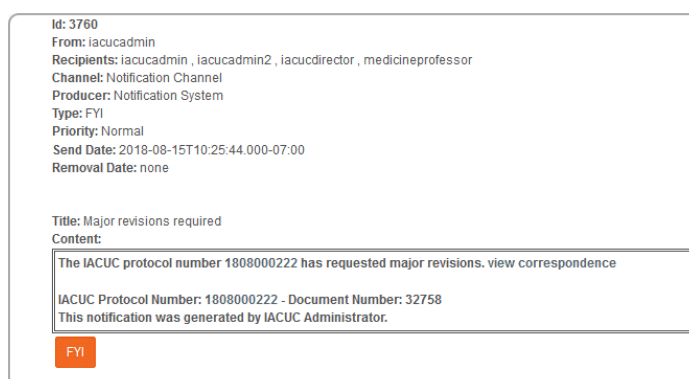 Id: 3760
From: iacucadmin
Recipients: iacucadmin , iacucadmin2 , iacucdirector , medicineprofessor
Channel: Notification Channel
Producer: Notification System
Type: FYI
Priority: Normal
Send Date: 2018-08-15T10:25:44.000-07:00
Removal Date: none
Title: Major revisions required
Content:
The IACUC protocol number 1808000222 has requested major revisions. view correspondence
IACUC Protocol Number: 1808000222 - Document Number: 32758
This notification was generated by IACUC Administrator.
FYI